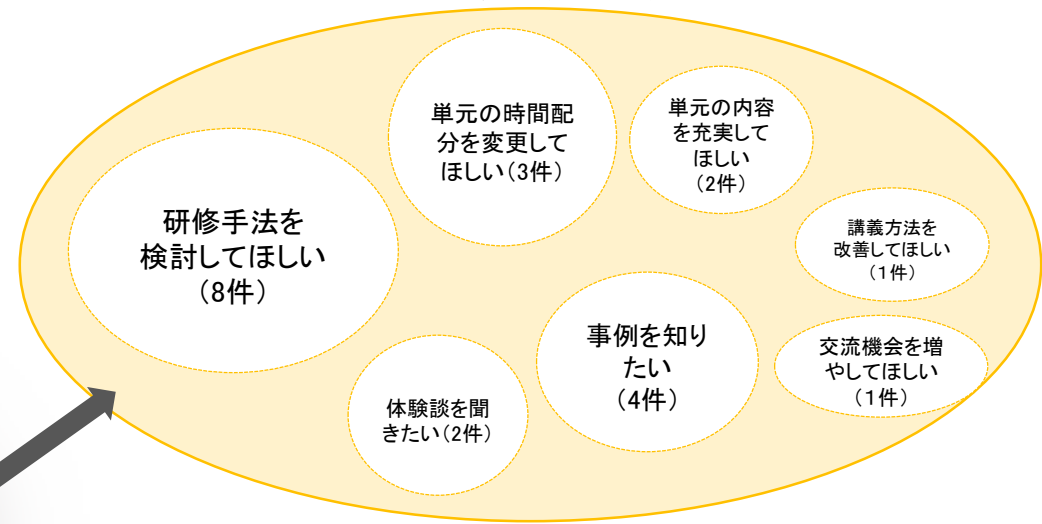 単元の時間配
分を変更して
ほしい(3件)
単元の内容
を充実して
ほしい
(2件)
研修手法を
検討してほしい
(8件)
講義方法を
改善してほしい
(1件)
事例を知り
たい
(4件)
交流機会を増
やしてほしい
(1件)
体験談を聞
きたい(2件)